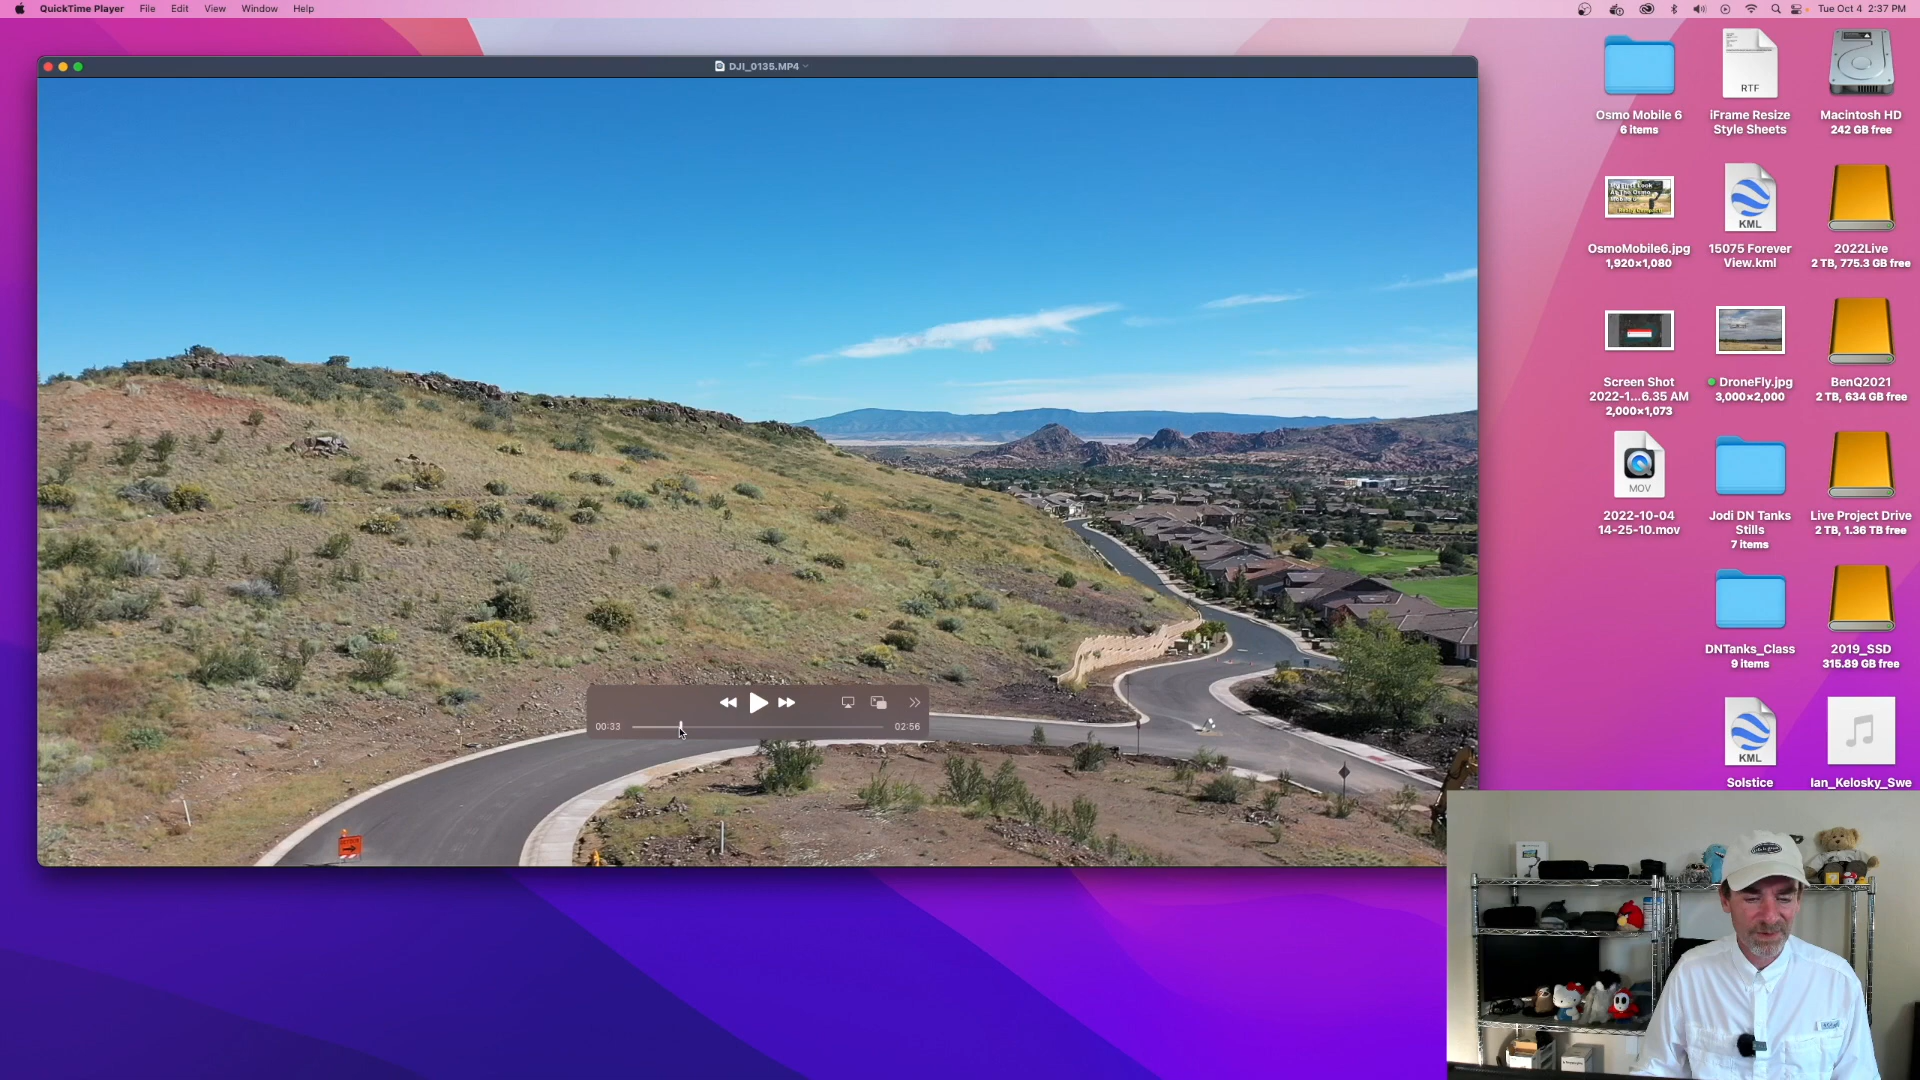 QuickTime Player File Edit View Window Help
Tue Oct 4 2:37 PM
DJI_0135.MP4
00:33
02:56
Osmo Mobile 6
6 items
RTF
iFrame Resize
Style Sheets
Macintosh HD
242 GB free
OsmoMobile6.jpg
1,920×1,080
KML
15075 Forever
View.kml
2022Live
2 TB, 775.3 GB free
Screen Shot
2022-1...6.35 AM
2,000×1,073
DroneFly.jpg
3,000×2,000
BenQ2021
2 TB, 634 GB free
MOV
2022-10-04
14-25-10.mov
Jodi DN Tanks
Stills
7 items
Live Project Drive
2 TB, 1.36 TB free
DNTanks_Class
9 items
2019_SSD
315.89 GB free
KML
Solstice
Ian_Kelosky_Swe